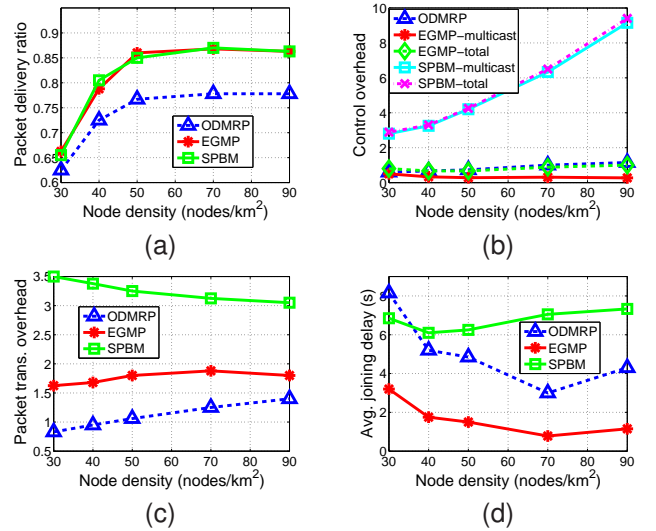 0.9
0.85
0.8
0.75
0.7
0.65
0.6
Packet delivery ratio
ODMRP
EGMP
SPBM
30 40 50 60 70 80 90
Node density (nodes/km²)
(a)
10
8
6
4
2
0
Control overhead
ODMRP
EGMP−multicast
EGMP−total
SPBM−multicast
SPBM−total
30 40 50 60 70 80 90
Node density (nodes/km²)
(b)
3.5
3
2.5
2
1.5
1
0.5
Packet trans. overhead
ODMRP
EGMP
SPBM
30 40 50 60 70 80 90
Node density (nodes/km²)
(c)
8
6
4
2
0
Avg. joining delay (s)
ODMRP
EGMP
SPBM
30 40 50 60 70 80 90
Node density (nodes/km²)
(d)